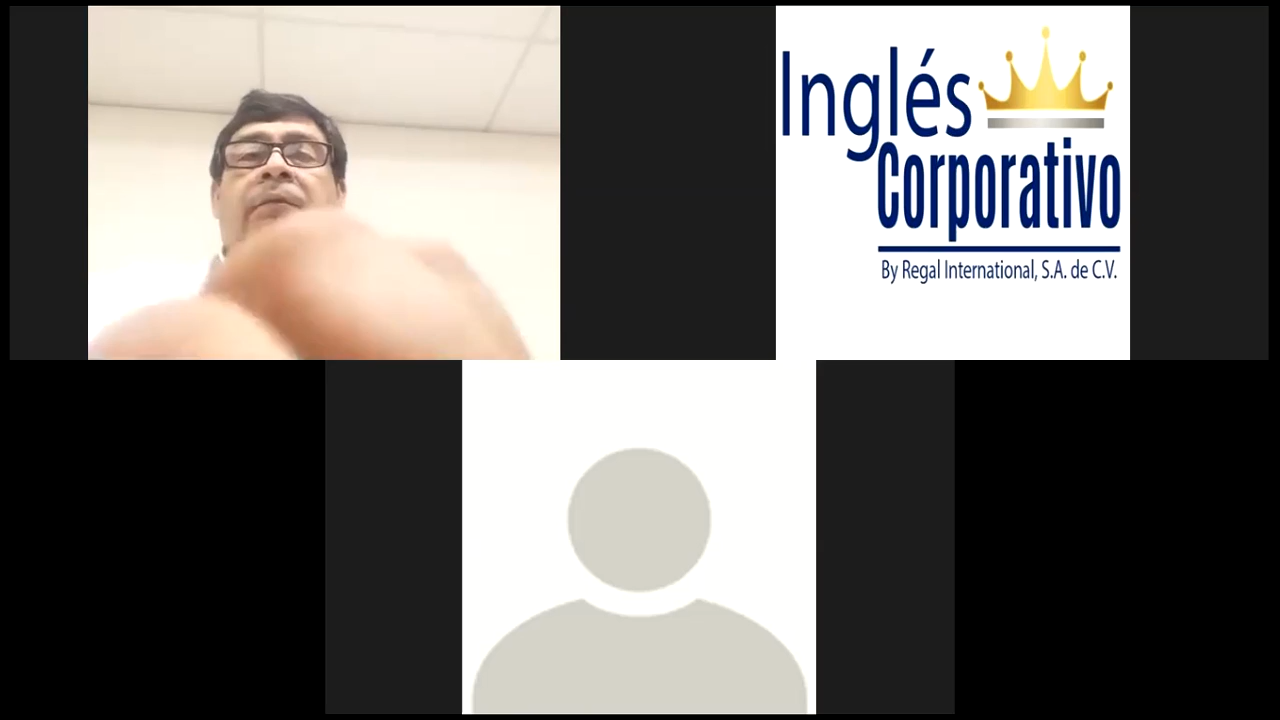 Inglés
Corporativo
By Regal International, S.A. de C.V.